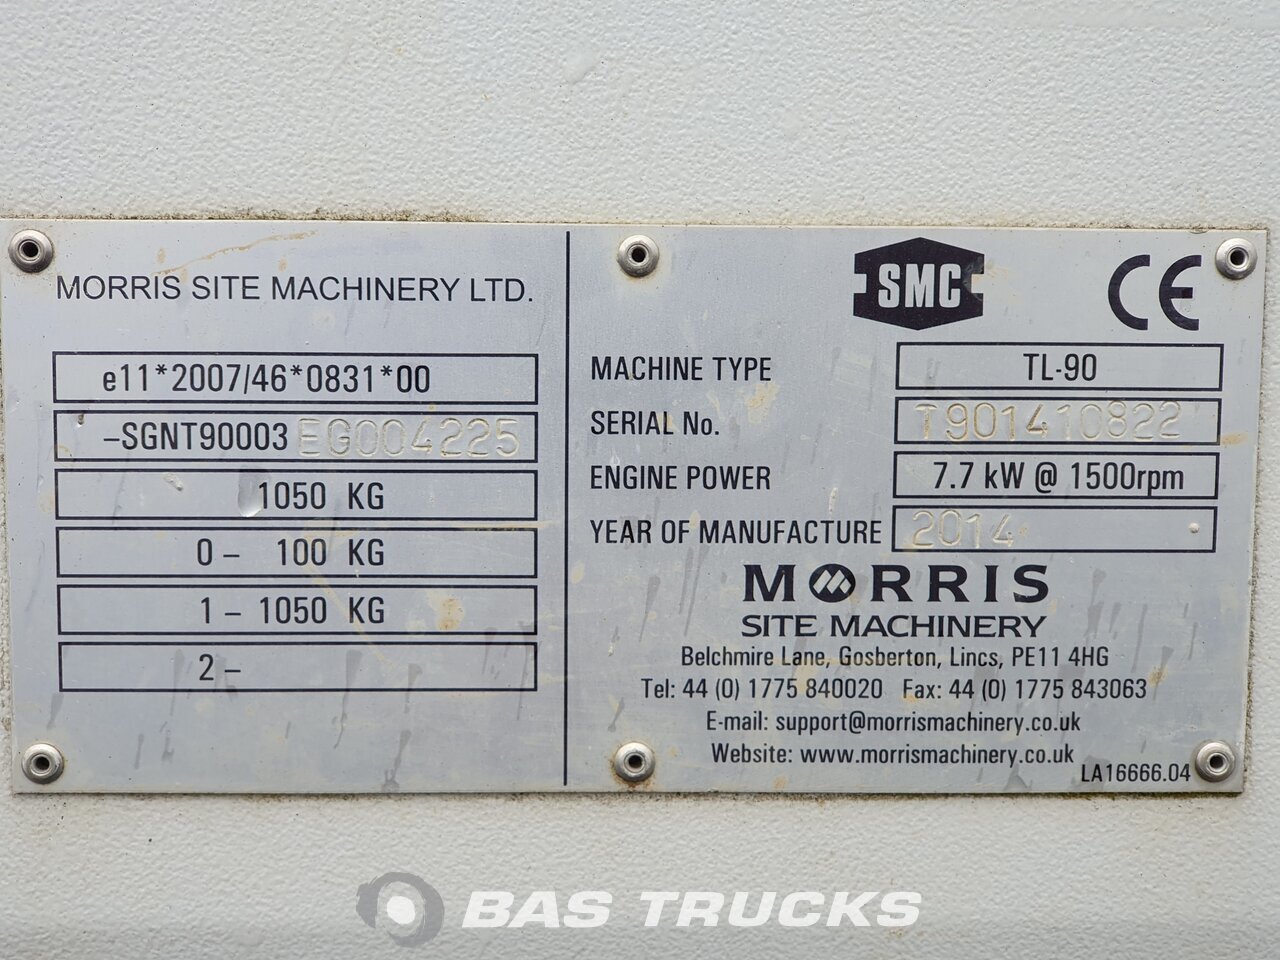 MORRIS SITE MACHINERY LTD.
e11*2007/46*0831*00
–SGNT90003 EG004225
1050 KG
0 – 100 KG
1 – 1050 KG
2 –
SMC CE
MACHINE TYPE TL-90
SERIAL No. T901410822
ENGINE POWER 7.7 kW @ 1500rpm
YEAR OF MANUFACTURE 2014
MORRIS
SITE MACHINERY
Belchmire Lane, Gosberton, Lincs, PE11 4HG
Tel: 44 (0) 1775 840020 Fax: 44 (0) 1775 843063
E-mail: support@morrismachinery.co.uk
Website: www.morrismachinery.co.uk
LA16666.04
BAS TRUCKS